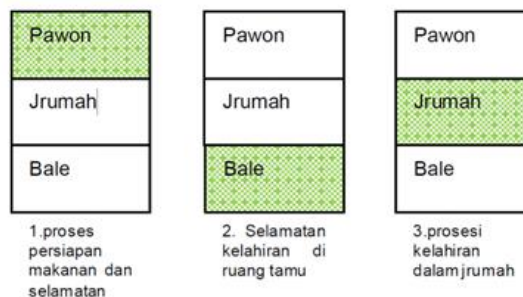 Pawon
Jrumah
Bale
1.proses
persiapan
makanan dan
selamatan
Pawon
Jrumah
Bale
2. Selamatan
kelahiran di
ruang tamu
Pawon
Jrumah
Bale
3.prosesi
kelahiran
dalam jrumah